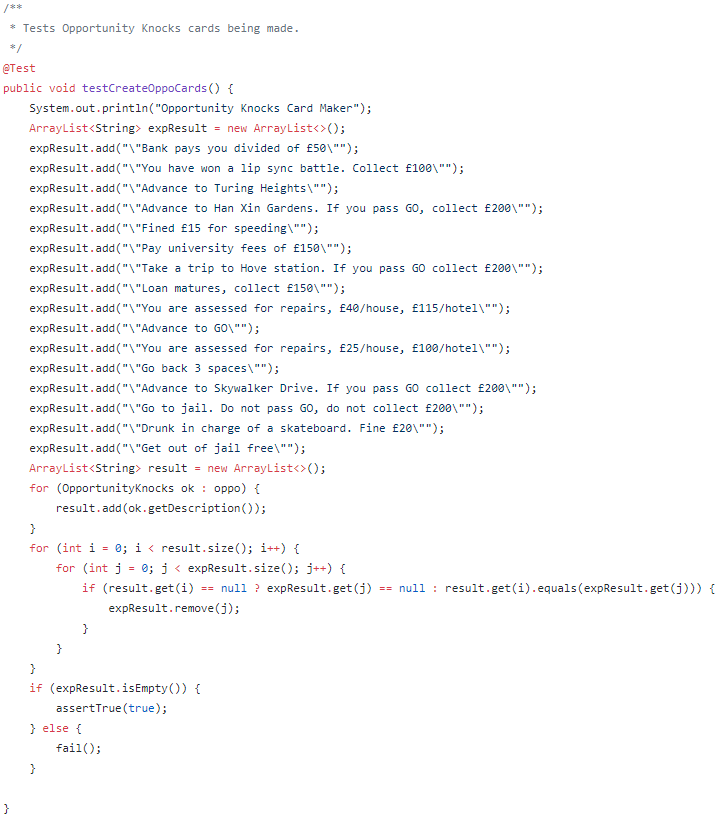 /**
 * Tests Opportunity Knocks cards being made.
 */
@Test
public void testCreateOppoCards() {
    System.out.println("Opportunity Knocks Card Maker");
    ArrayList<String> expResult = new ArrayList<>();
    expResult.add("\"Bank pays you divided of £50\"");
    expResult.add("\"You have won a lip sync battle. Collect £100\"");
    expResult.add("\"Advance to Turing Heights\"");
    expResult.add("\"Advance to Han Xin Gardens. If you pass GO, collect £200\"");
    expResult.add("\"Fined £15 for speeding\"");
    expResult.add("\"Pay university fees of £150\"");
    expResult.add("\"Take a trip to Hove station. If you pass GO collect £200\"");
    expResult.add("\"Loan matures, collect £150\"");
    expResult.add("\"You are assessed for repairs, £40/house, £115/hotel\"");
    expResult.add("\"Advance to GO\"");
    expResult.add("\"You are assessed for repairs, £25/house, £100/hotel\"");
    expResult.add("\"Go back 3 spaces\"");
    expResult.add("\"Advance to Skywalker Drive. If you pass GO collect £200\"");
    expResult.add("\"Go to jail. Do not pass GO, do not collect £200\"");
    expResult.add("\"Drunk in charge of a skateboard. Fine £20\"");
    expResult.add("\"Get out of jail free\"");
    ArrayList<String> result = new ArrayList<>();
    for (OpportunityKnocks ok : oppo) {
        result.add(ok.getDescription());
    }
    for (int i = 0; i < result.size(); i++) {
        for (int j = 0; j < expResult.size(); j++) {
            if (result.get(i) == null ? expResult.get(j) == null : result.get(i).equals(expResult.get(j))) {
                expResult.remove(j);
            }
        }
    }
    if (expResult.isEmpty()) {
        assertTrue(true);
    } else {
        fail();
    }

}